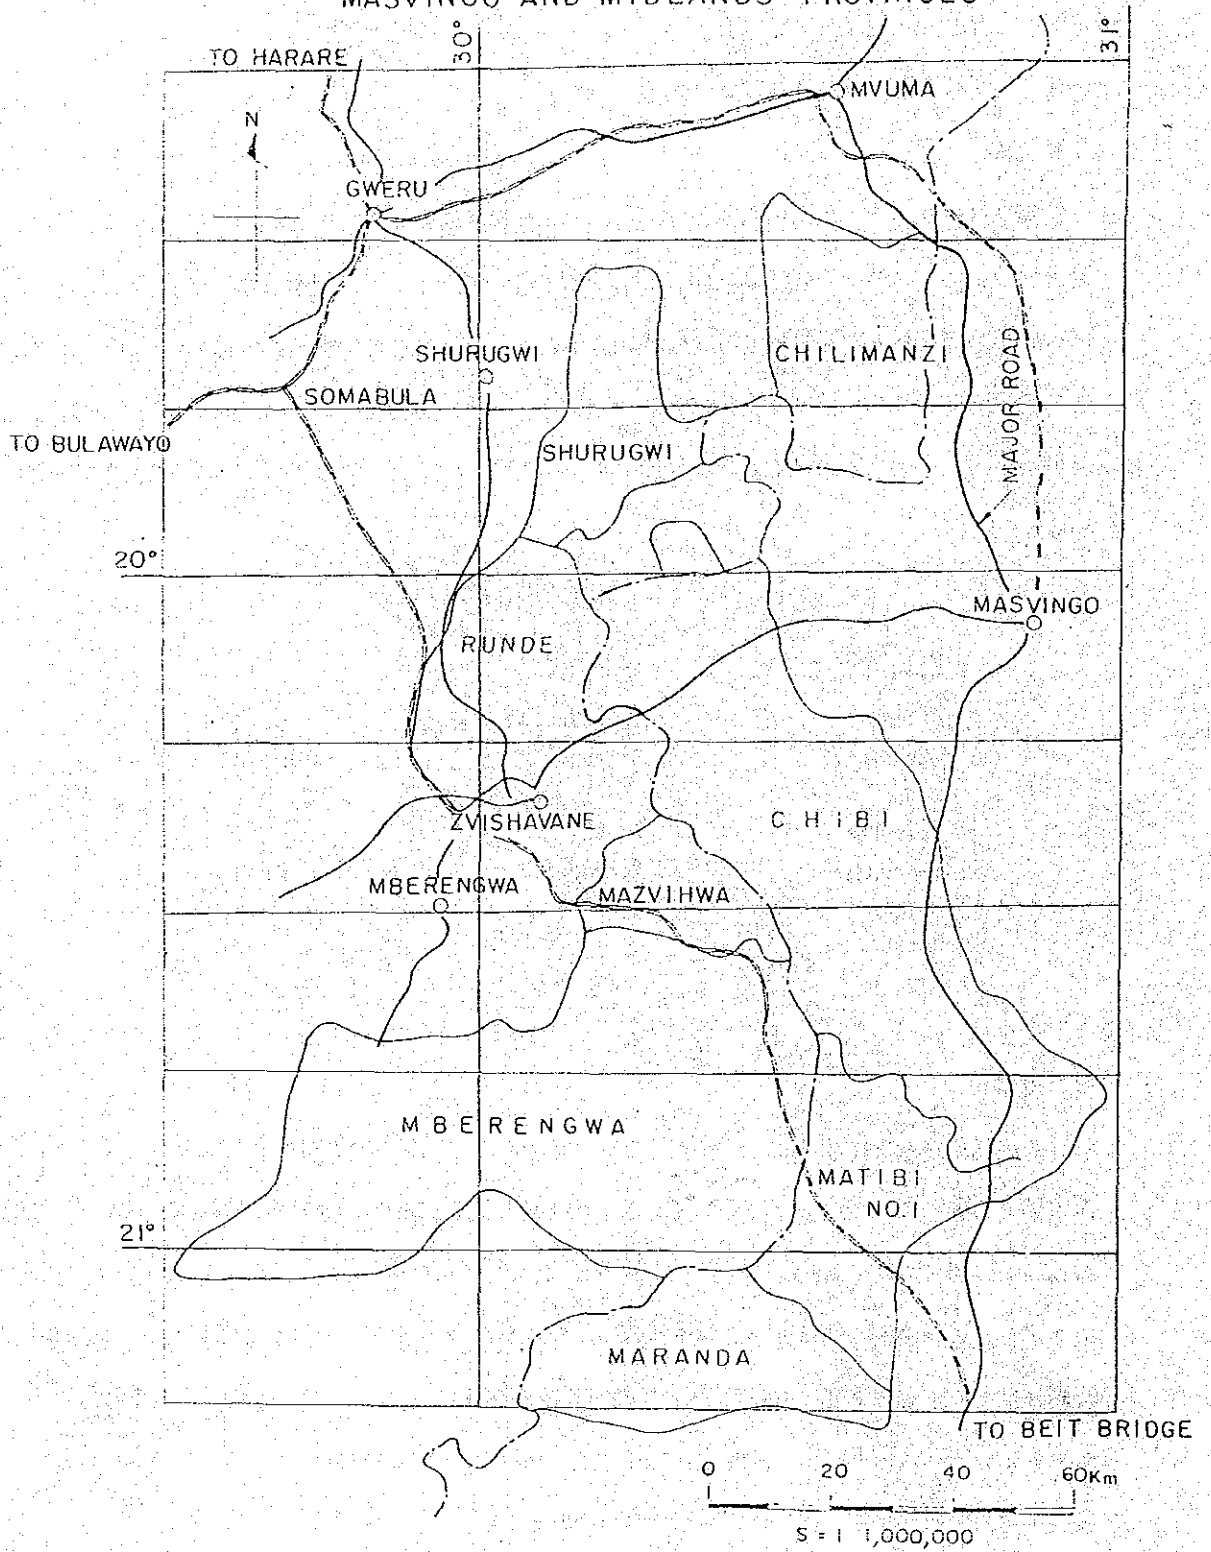 MASVINGO AND MIDLANDS PROVINCES
30°
31°
TO HARARE
MVUMA
N
GWERU
SHURUGWI
CHILIMANZI
MAJOR ROAD
SOMABULA
TO BULAWAYO
SHURUGWI
20°
MASVINGO
RUNDE
CHIBI
ZVISHAVANE
MBERENGWA
MAZVIHWA
MBERENGWA
MATIBI
NO.1
21°
MARANDA
TO BEIT BRIDGE
0 20 40 60Km
S = 1 1,000,000